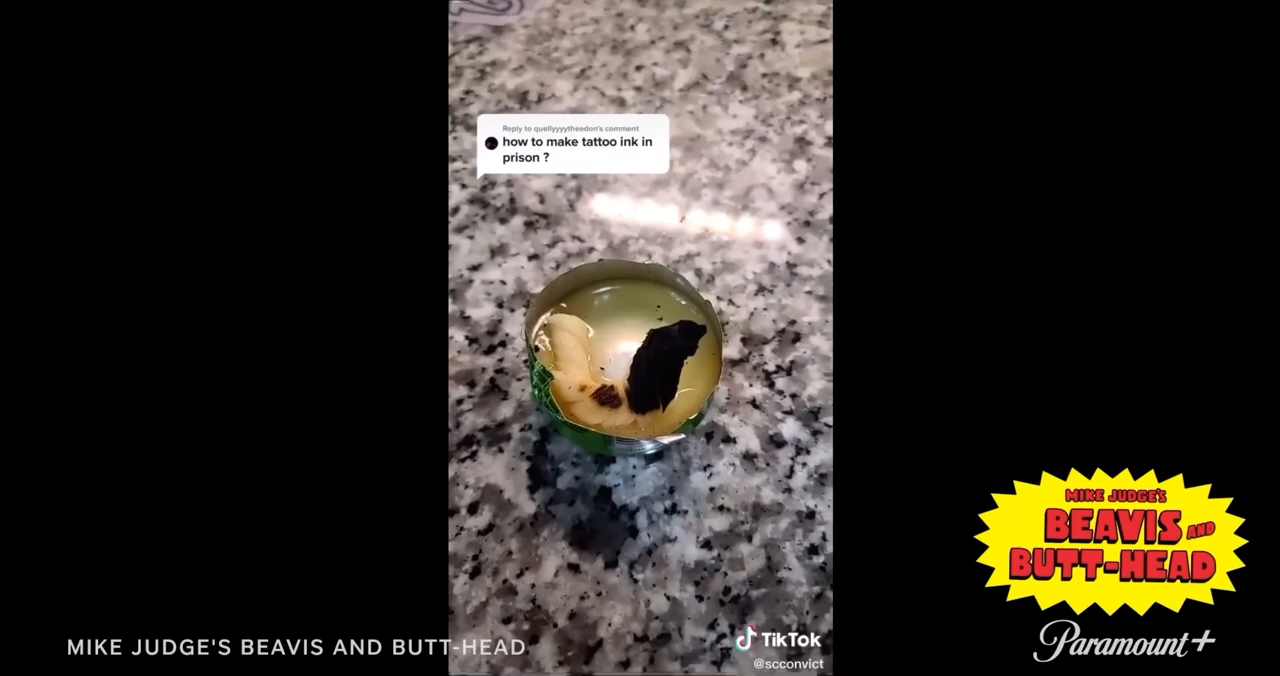 Reply to quellyyyytheedon's comment
how to make tattoo ink in
prison ?
MIKE JUDGE'S
BEAVIS AND
BUTT-HEAD
MIKE JUDGE'S BEAVIS AND BUTT-HEAD
TikTok
@scconvict
Paramount+